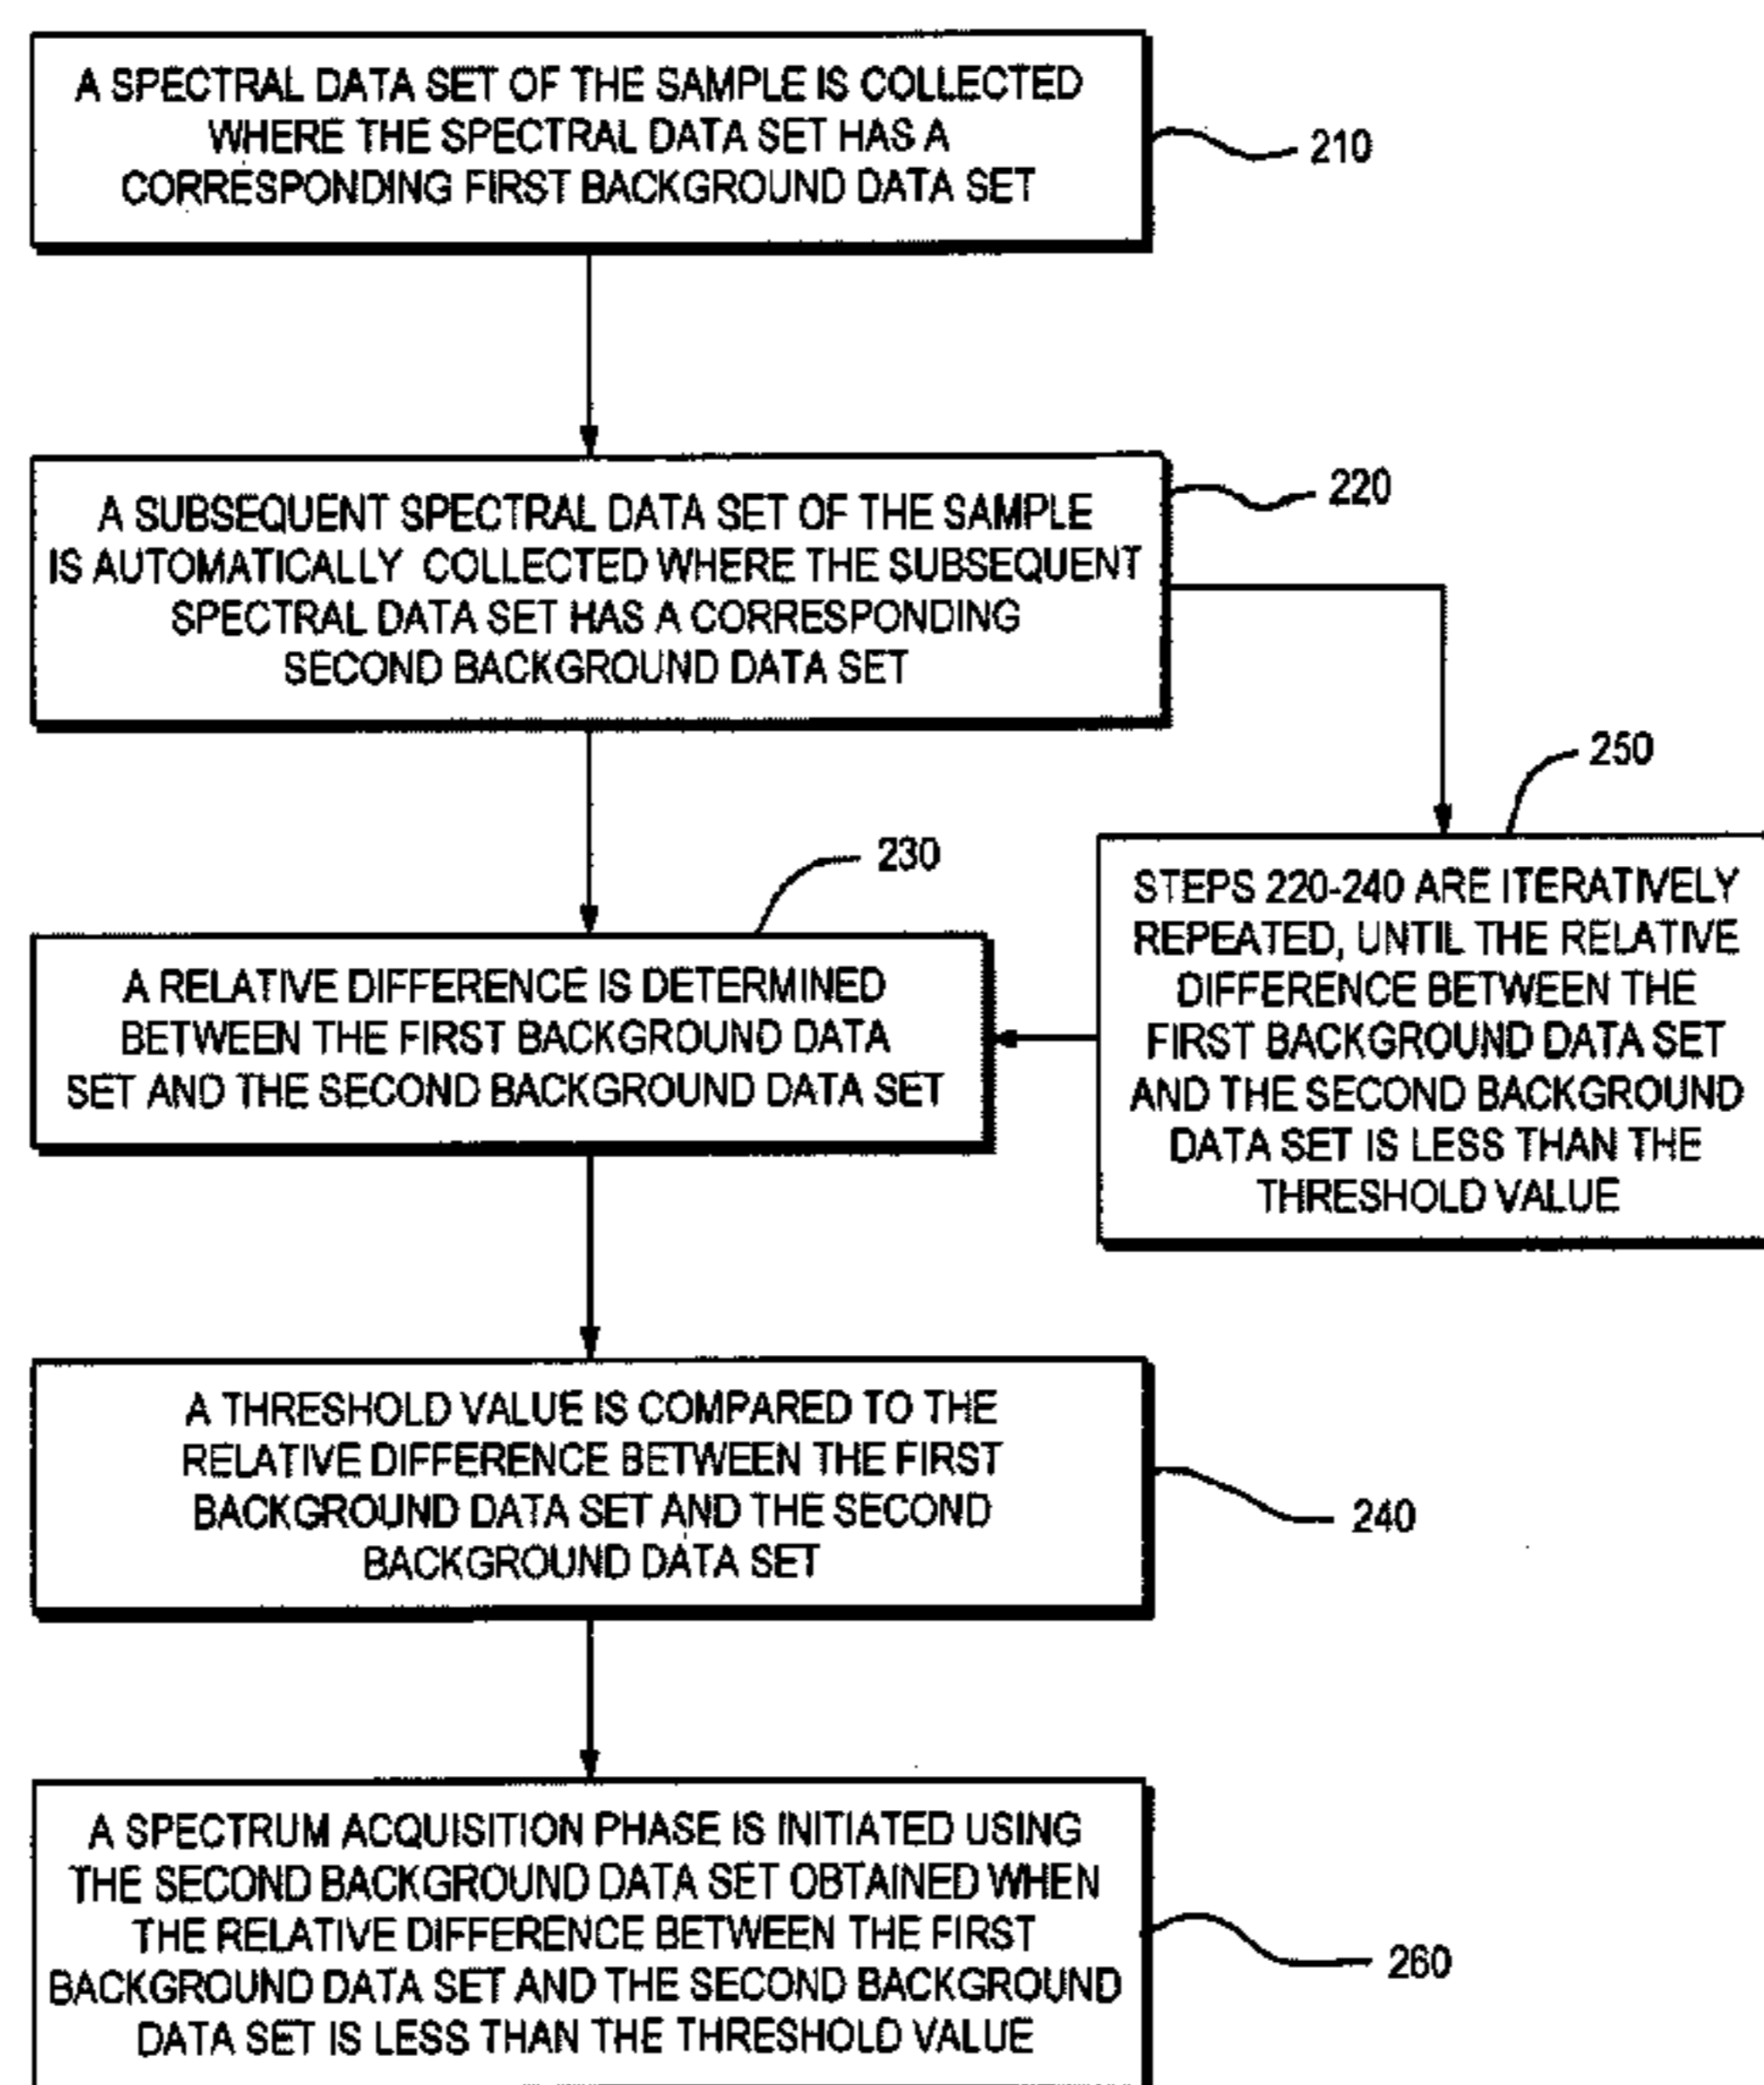 A SPECTRAL DATA SET OF THE SAMPLE IS COLLECTED
WHERE THE SPECTRAL DATA SET HAS A
CORRESPONDING FIRST BACKGROUND DATA SET
210
A SUBSEQUENT SPECTRAL DATA SET OF THE SAMPLE
IS AUTOMATICALLY COLLECTED WHERE THE SUBSEQUENT
SPECTRAL DATA SET HAS A CORRESPONDING
SECOND BACKGROUND DATA SET
220
250
STEPS 220-240 ARE ITERATIVELY
REPEATED, UNTIL THE RELATIVE
DIFFERENCE BETWEEN THE
FIRST BACKGROUND DATA SET
AND THE SECOND BACKGROUND
DATA SET IS LESS THAN THE
THRESHOLD VALUE
230
A RELATIVE DIFFERENCE IS DETERMINED
BETWEEN THE FIRST BACKGROUND DATA
SET AND THE SECOND BACKGROUND DATA SET
A THRESHOLD VALUE IS COMPARED TO THE
RELATIVE DIFFERENCE BETWEEN THE FIRST
BACKGROUND DATA SET AND THE SECOND
BACKGROUND DATA SET
240
A SPECTRUM ACQUISITION PHASE IS INITIATED USING
THE SECOND BACKGROUND DATA SET OBTAINED WHEN
THE RELATIVE DIFFERENCE BETWEEN THE FIRST
BACKGROUND DATA SET AND THE SECOND BACKGROUND
DATA SET IS LESS THAN THE THRESHOLD VALUE
260